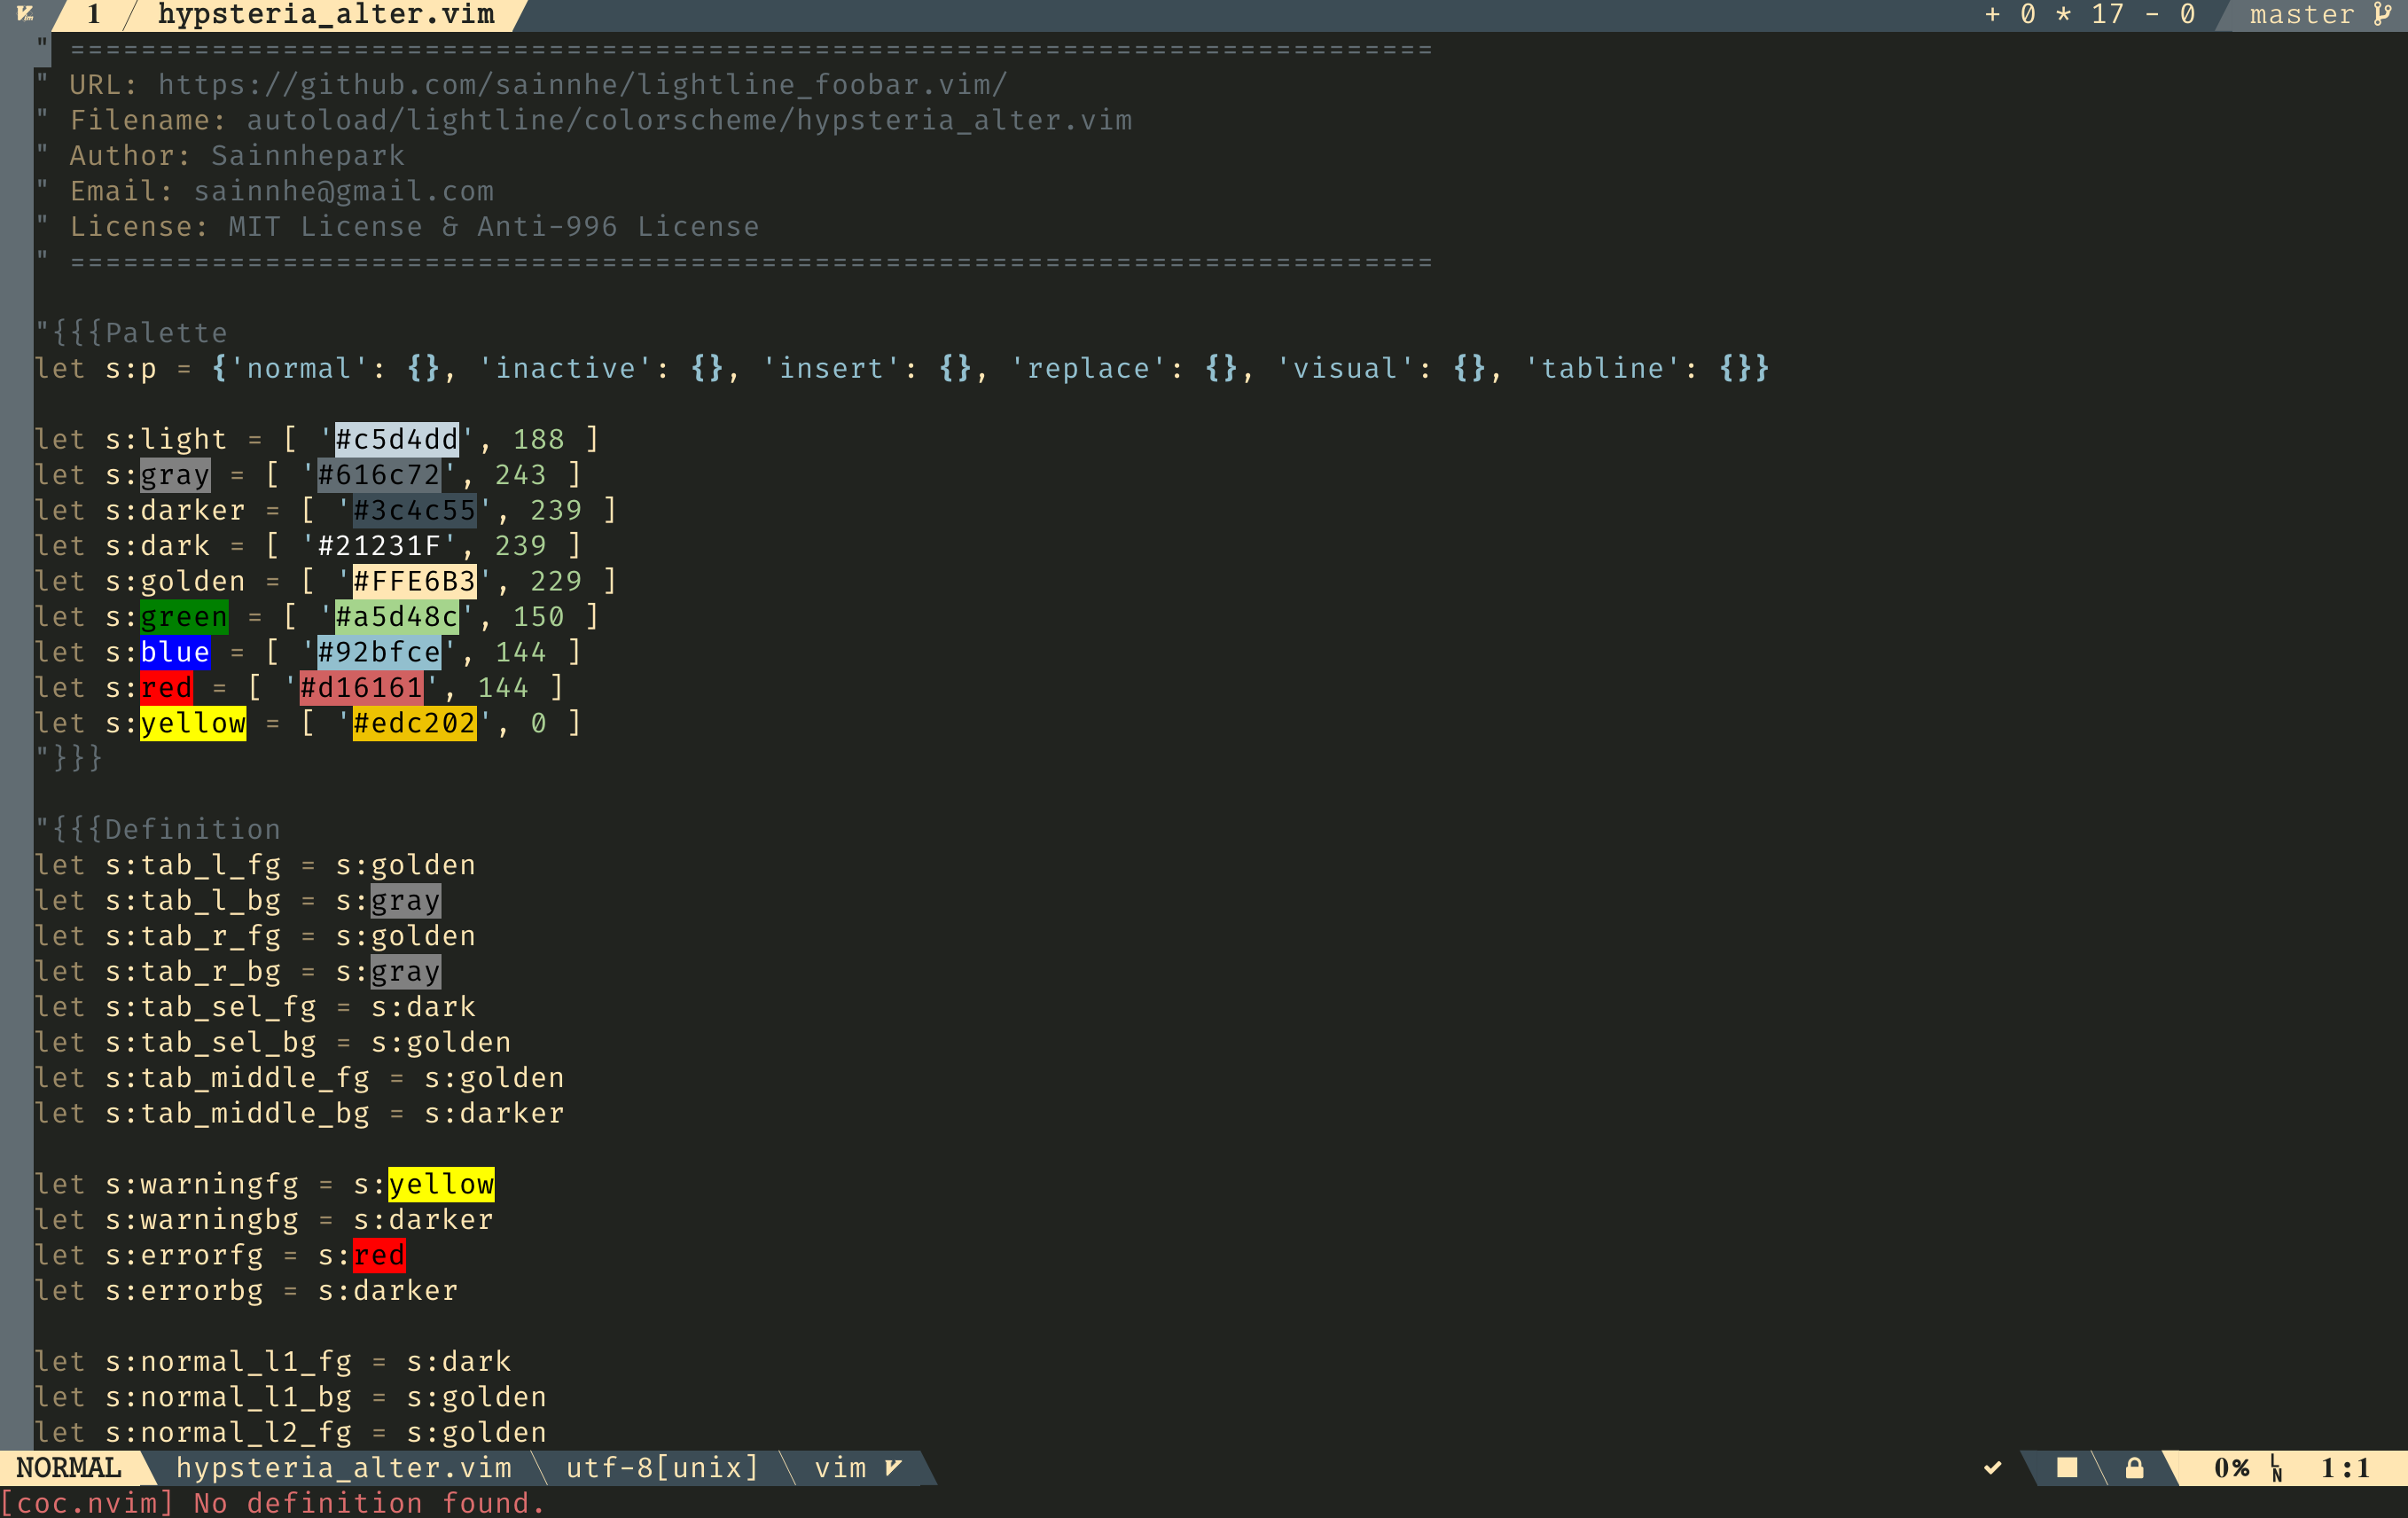 1 hypsteria_alter.vim + 0 * 17 - 0 master
" =============================================================================
" URL: https://github.com/sainnhe/lightline_foobar.vim/
" Filename: autoload/lightline/colorscheme/hypsteria_alter.vim
" Author: Sainnhepark
" Email: sainnhe@gmail.com
" License: MIT License & Anti-996 License
" =============================================================================
"{{{Palette
let s:p = {'normal': {}, 'inactive': {}, 'insert': {}, 'replace': {}, 'visual': {}, 'tabline': {}}
let s:light = [ '#c5d4dd', 188 ]
let s:gray = [ '#616c72', 243 ]
let s:darker = [ '#3c4c55', 239 ]
let s:dark = [ '#21231F', 239 ]
let s:golden = [ '#FFE6B3', 229 ]
let s:green = [ '#a5d48c', 150 ]
let s:blue = [ '#92bfce', 144 ]
let s:red = [ '#d16161', 144 ]
let s:yellow = [ '#edc202', 0 ]
"}}}
"{{{Definition
let s:tab_l_fg = s:golden
let s:tab_l_bg = s:gray
let s:tab_r_fg = s:golden
let s:tab_r_bg = s:gray
let s:tab_sel_fg = s:dark
let s:tab_sel_bg = s:golden
let s:tab_middle_fg = s:golden
let s:tab_middle_bg = s:darker
let s:warningfg = s:yellow
let s:warningbg = s:darker
let s:errorfg = s:red
let s:errorbg = s:darker
let s:normal_l1_fg = s:dark
let s:normal_l1_bg = s:golden
let s:normal_l2_fg = s:golden
NORMAL hypsteria_alter.vim utf-8[unix] vim 0% LN 1:1
[coc.nvim] No definition found.